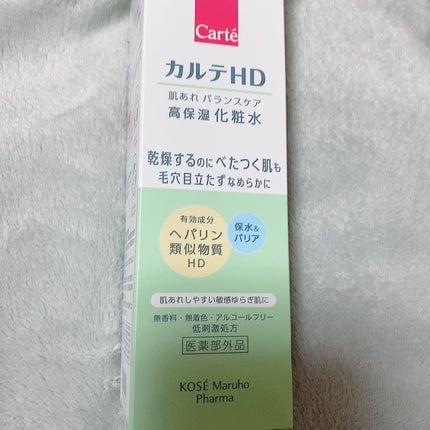 Carté
カルテHD
肌あれ バランスケア
高保湿 化粧水
乾燥するのにべたつく肌も
毛穴目立たずなめらかに
有効成分
ヘパリン
類似物質
HD
保水&
バリア
肌あれしやすい敏感ゆらぎ肌に
無香料・無着色・アルコールフリー
低刺激処方
医薬部外品
KOSÉ Maruho
Pharma